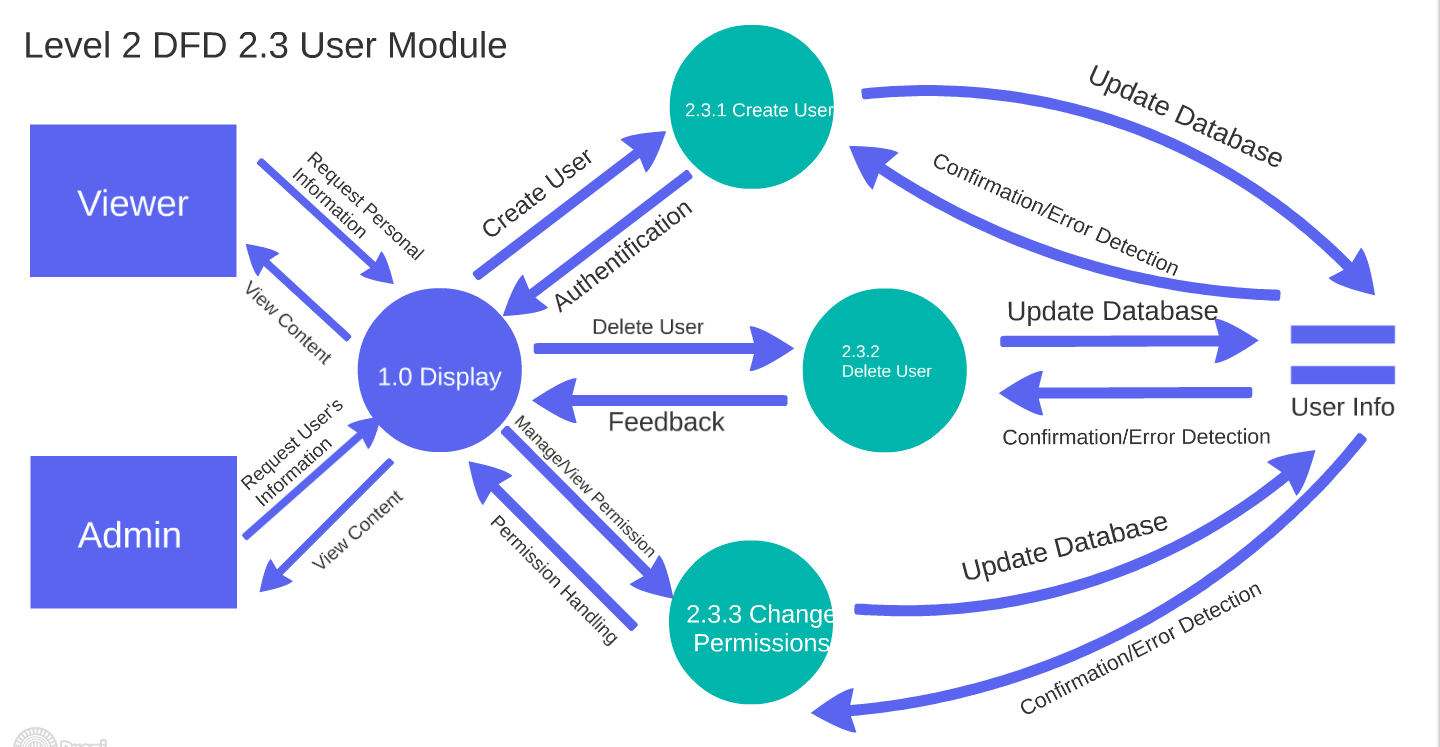 Level 2 DFD 2.3 User Module
Viewer
Request Personal
Information
View Content
Admin
Request User's
Information
View Content
1.0 Display
Create User
Authentification
Delete User
Feedback
Manage/View Permission
Permission Handling
2.3.1 Create User
2.3.2
Delete User
2.3.3 Change
Permissions
Update Database
Confirmation/Error Detection
Update Database
Confirmation/Error Detection
Update Database
Confirmation/Error Detection
User Info